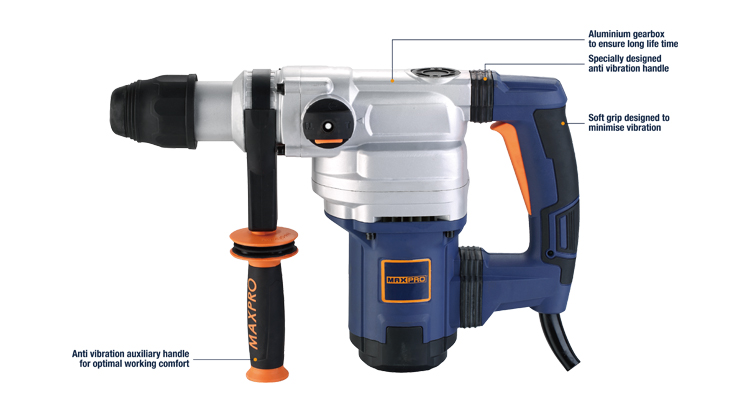 Aluminium gearbox
to ensure long life time
Specially designed
anti vibration handle
Soft grip designed to
minimise vibration
MAXPRO
MAXPRO
Anti vibration auxiliary handle
for optimal working comfort